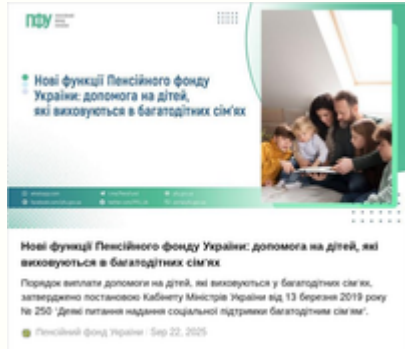 ПФУ
Нові функції Пенсійного фонду
України: допомога на дітей,
які виховуються в багатодітних сім'ях
Нові функції Пенсійного фонду України: допомога на дітей, які
виховуються в багатодітних сім'ях
Порядок виплати допомоги на дітей, які виховуються у багатодітних сім'ях,
затверджено постановою Кабінету Міністрів України від 13 березня 2019 року
№ 250 "Деякі питання надання соціальної підтримки багатодітним сім'ям".
Пенсійний фонд України | Sep 22, 2025